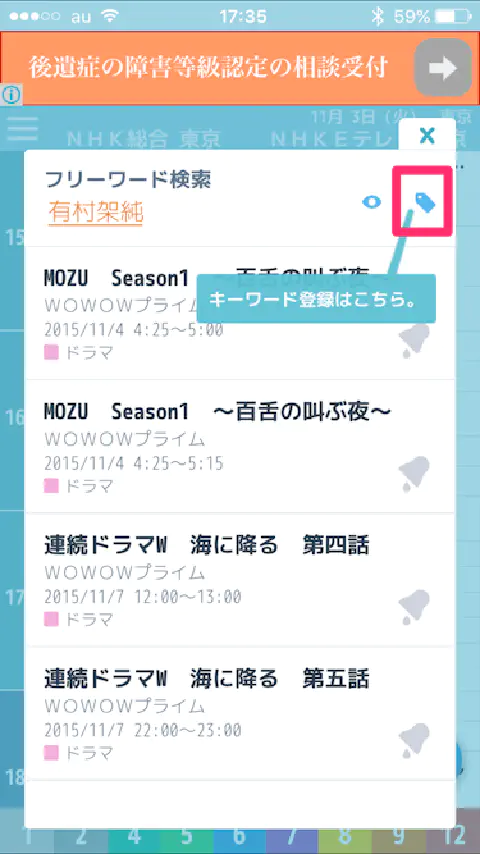 au
17:35
59%
後遺症の障害等級認定の相談受付
11月 3日（火） 東京
NHK総合 東京
NHKEテレ
フリーワード検索
有村架純
15
MOZU Season1 ～百舌の叫ぶ夜～
WOWOWプライム
キーワード登録はこちら。
2015/11/4 4:25～5:00
ドラマ
16
MOZU Season1 ～百舌の叫ぶ夜～
WOWOWプライム
2015/11/4 4:25～5:15
ドラマ
連続ドラマW 海に降る 第四話
WOWOWプライム
17
2015/11/7 12:00～13:00
ドラマ
連続ドラマW 海に降る 第五話
WOWOWプライム
2015/11/7 22:00～23:00
ドラマ
18
1 2 4 5 6 7 8 9 12